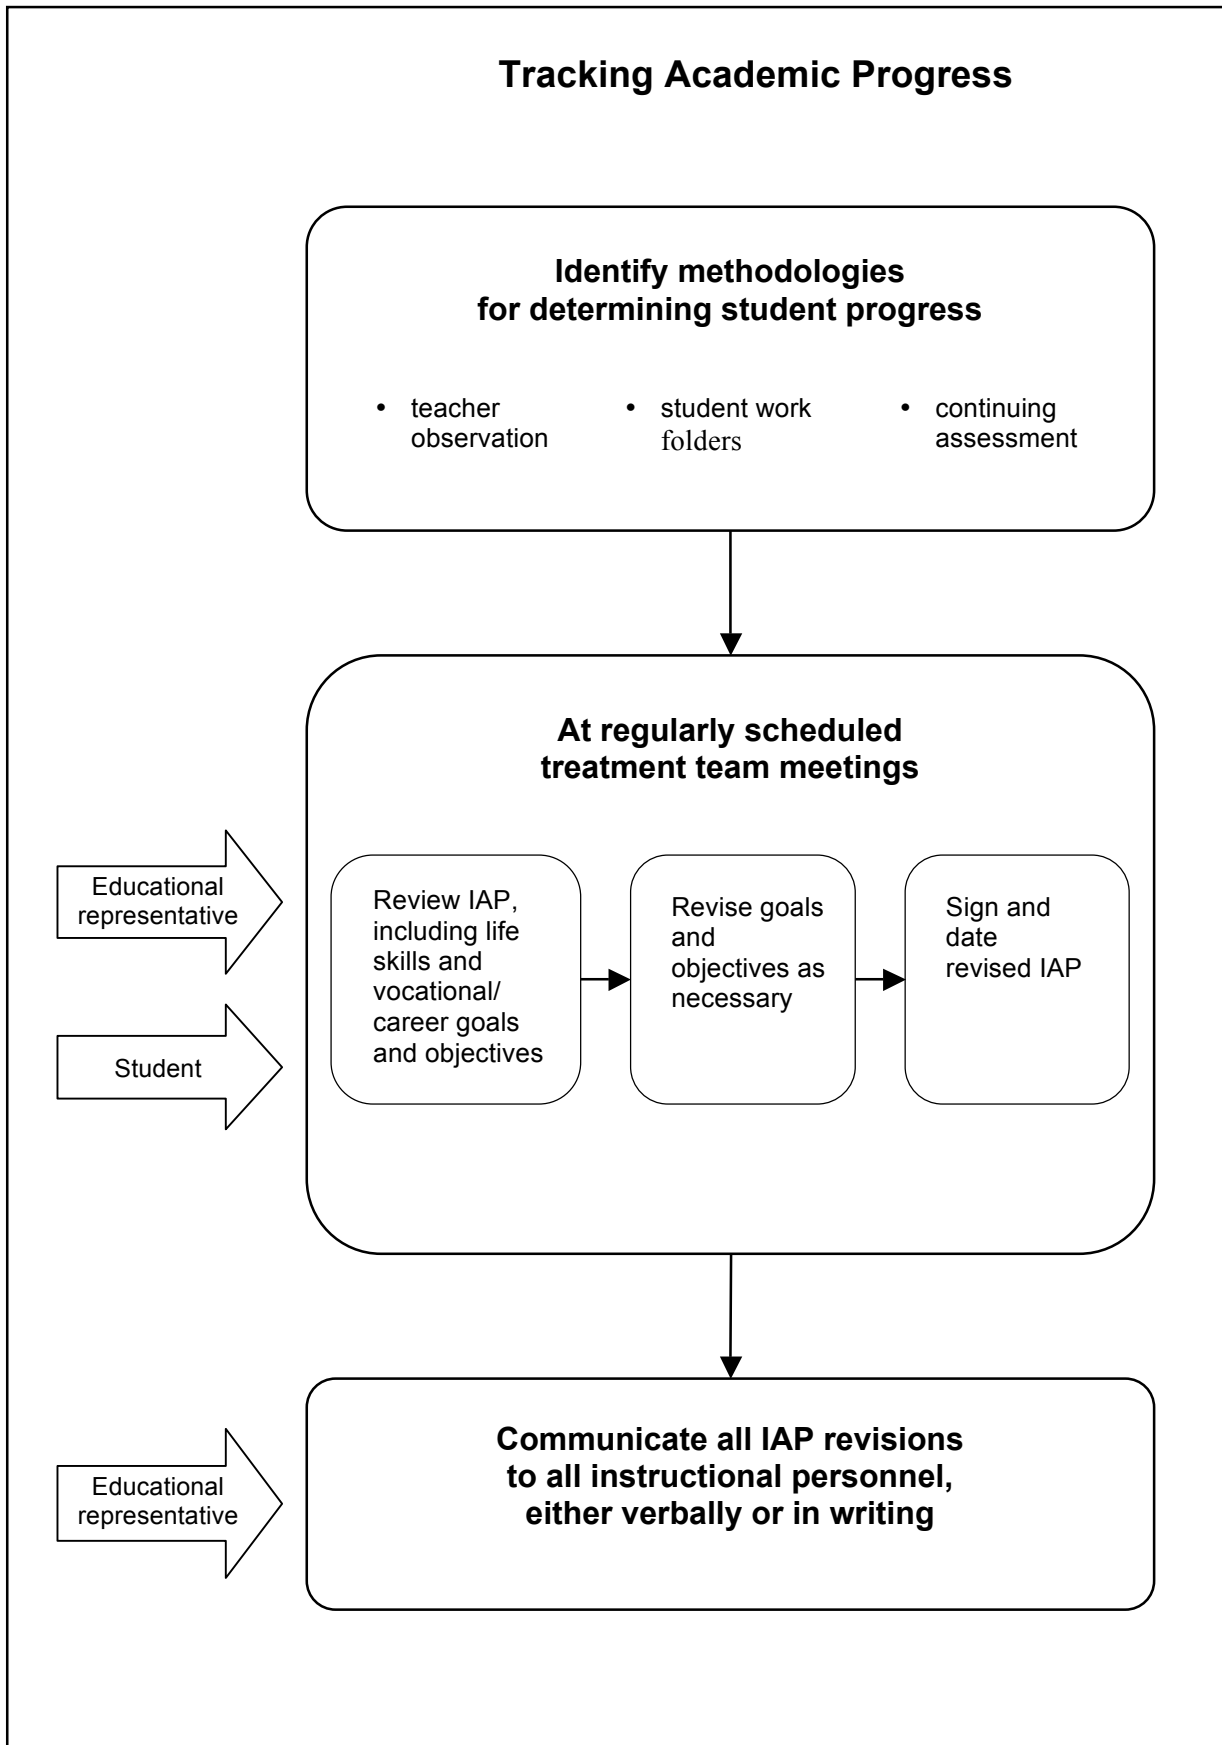 Tracking Academic Progress
Identify methodologies
for determining student progress
• teacher
observation
• student work
folders
• continuing
assessment
At regularly scheduled
treatment team meetings
Educational
representative
Student
Review IAP,
including life
skills and
vocational/
career goals
and objectives
Revise goals
and
objectives as
necessary
Sign and
date
revised IAP
Educational
representative
Communicate all IAP revisions
to all instructional personnel,
either verbally or in writing